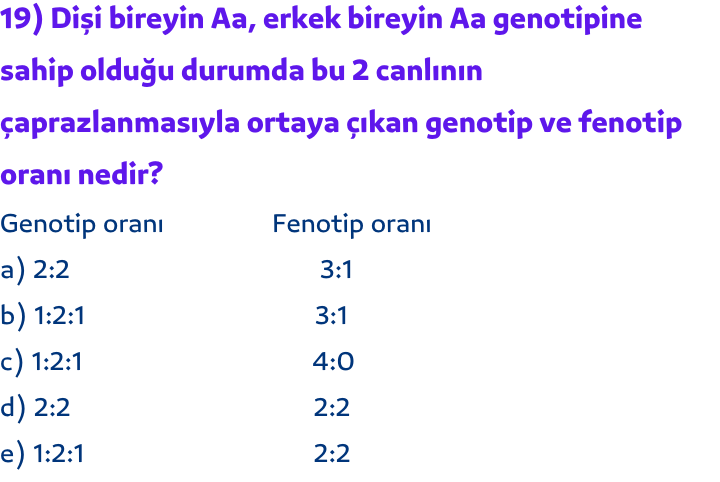 19) Dişi bireyin Aa, erkek bireyin Aa genotipine
sahip olduğu durumda bu 2 canlının
çaprazlanmasıyla ortaya çıkan genotip ve fenotip
oranı nedir?
Genotip oranı Fenotip oranı
a) 2:2 3:1
b) 1:2:1 3:1
c) 1:2:1 4:0
d) 2:2 2:2
e) 1:2:1 2:2